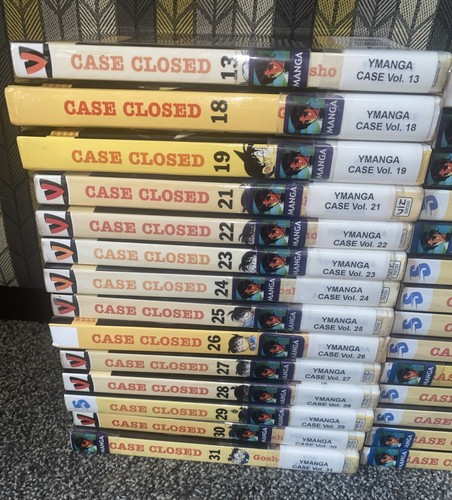 CASE CLOSED 13 MANGA YMANGA
CASE Vol. 13
CASE CLOSED 18 MANGA YMANGA
CASE Vol. 18
CASE CLOSED 19 MANGA YMANGA
CASE Vol. 19
CASE CLOSED 21 MANGA YMANGA
CASE Vol. 21
CASE CLOSED 22 YMANGA
CASE Vol. 22
CASE CLOSED 23 YMANGA
CASE Vol. 23
CASE CLOSED 24 YMANGA
CASE Vol. 24
CASE CLOSED 25 YMANGA
CASE Vol. 25
CASE CLOSED 26 YMANGA
CASE Vol. 26
CASE CLOSED 27 YMANGA
CASE Vol. 27
CASE CLOSED 28 YMANGA
CASE Vol. 28
CASE CLOSED 29 YMANGA
CASE Vol. 29
CASE CLOSED 30 YMANGA
CASE Vol. 30
CASE CLOSED 31 Gosho YMANGA
CASE Vol. 31